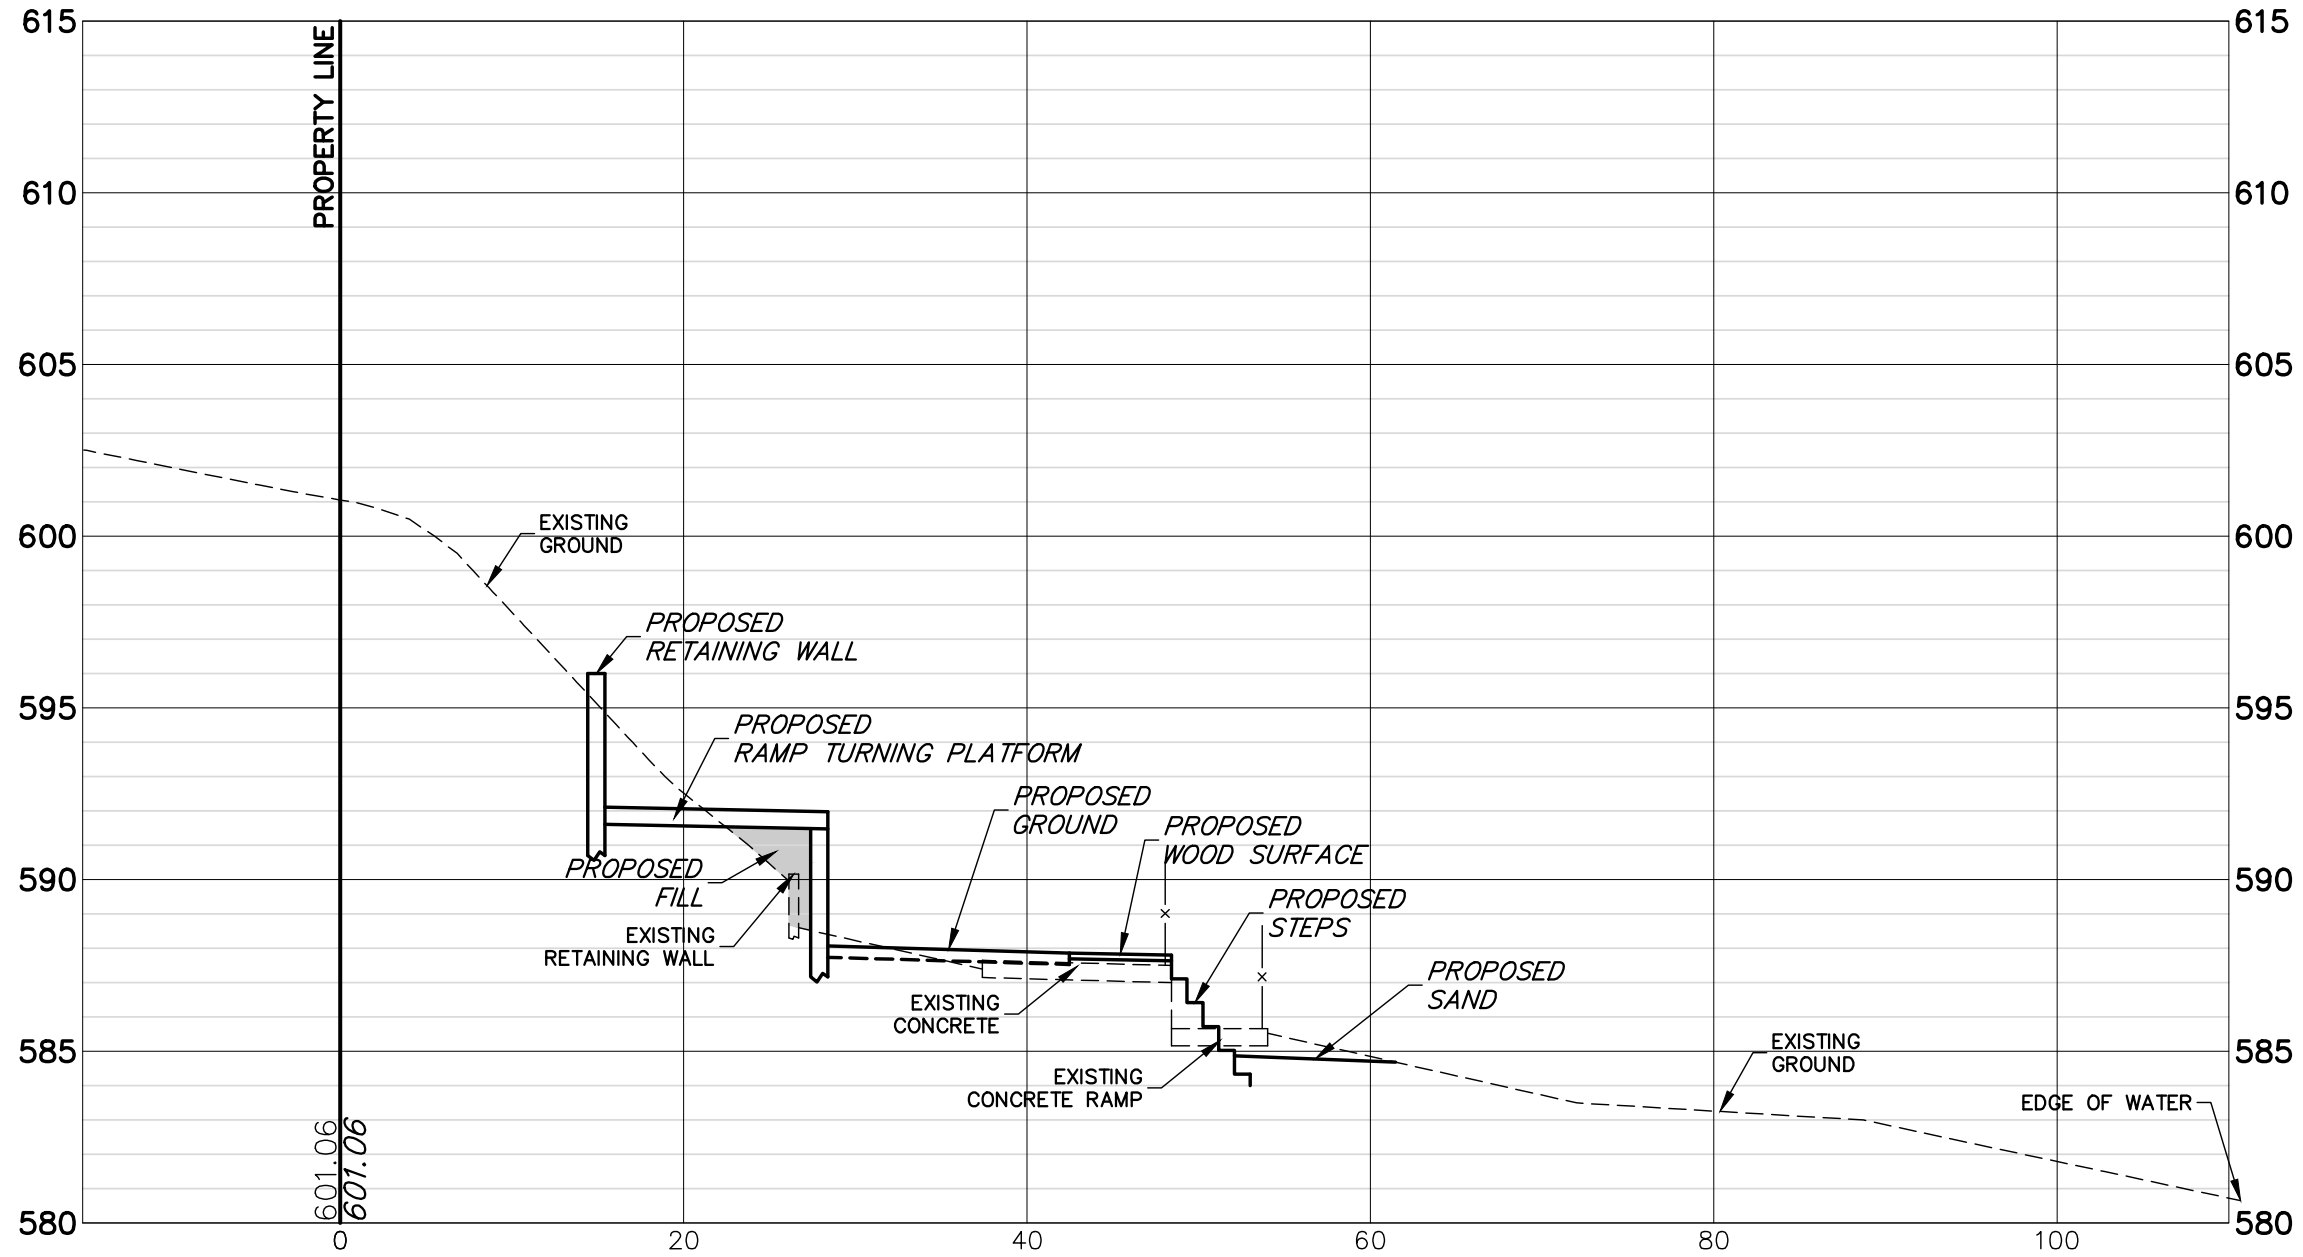 615
615
PROPERTY LINE
610
610
605
605
600
600
EXISTING
GROUND
PROPOSED
RETAINING WALL
595
595
PROPOSED
RAMP TURNING PLATFORM
PROPOSED
GROUND
PROPOSED
WOOD SURFACE
PROPOSED
FILL
590
590
PROPOSED
STEPS
EXISTING
RETAINING WALL
PROPOSED
SAND
EXISTING
CONCRETE
585
585
EXISTING
GROUND
EXISTING
CONCRETE RAMP
EDGE OF WATER
601.06
601.06
580
580
0
20
40
60
80
100